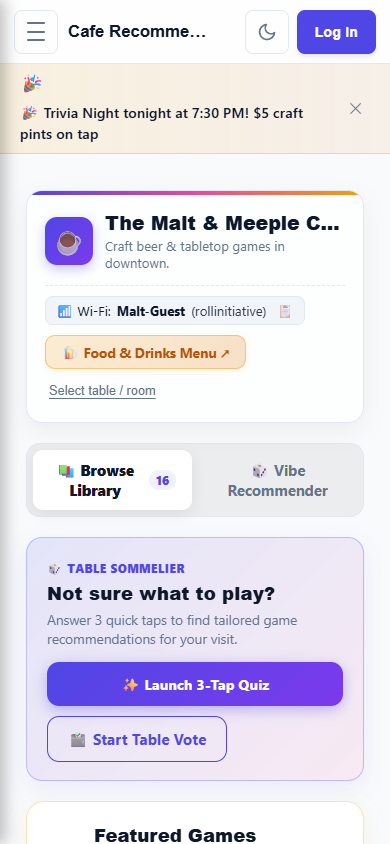 Cafe Recomme...
Log In
Trivia Night tonight at 7:30 PM! $5 craft
pints on tap
The Malt & Meeple C...
Craft beer & tabletop games in
downtown.
Wi-Fi: Malt-Guest (rollinitiative)
Food & Drinks Menu ↗
Select table / room
Browse
Library
16
Vibe
Recommender
TABLE SOMMELIER
Not sure what to play?
Answer 3 quick taps to find tailored game
recommendations for your visit.
✨ Launch 3-Tap Quiz
Start Table Vote
Featured Games